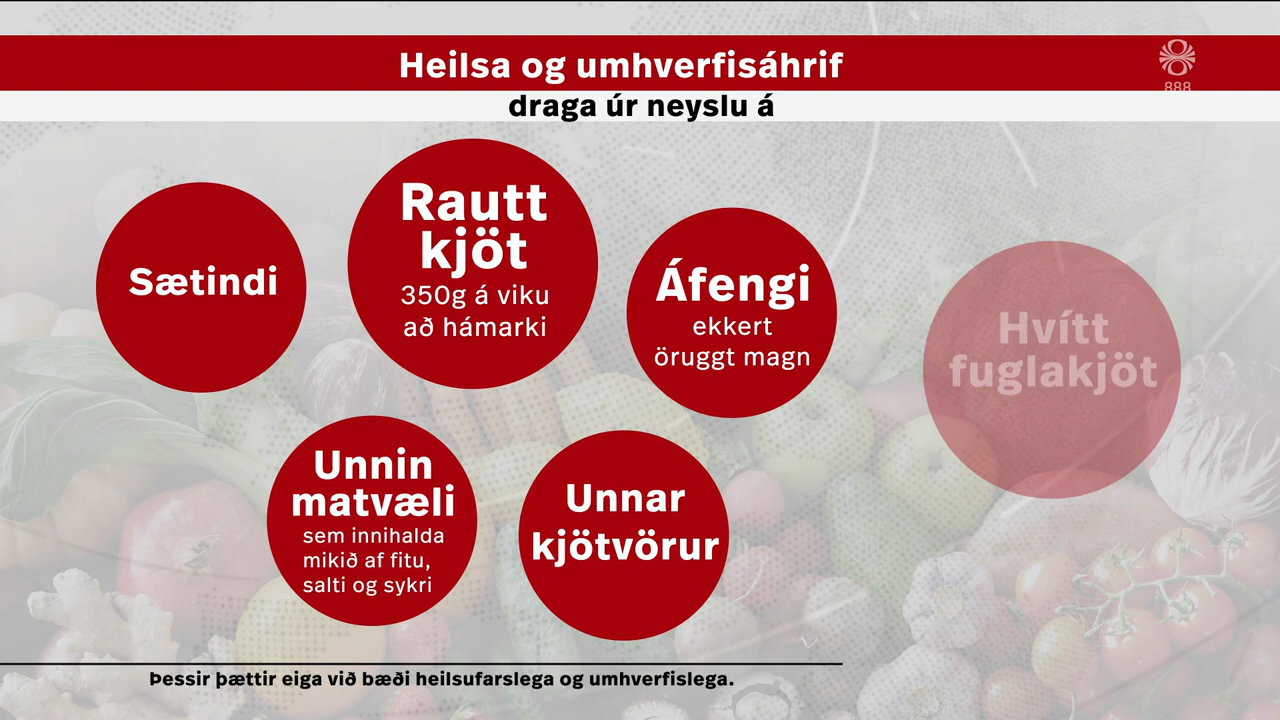 Heilsa og umhverfisáhrif
888
draga úr neyslu á
Sætindi
Rautt
kjöt
350g á viku
að hámarki
Áfengi
ekkert
öruggt magn
Hvítt
fuglakjöt
Unnin
matvæli
sem innihalda
mikið af fitu,
salti og sykri
Unnar
kjötvörur
Þessir þættir eiga við bæði heilsufarslega og umhverfislega.